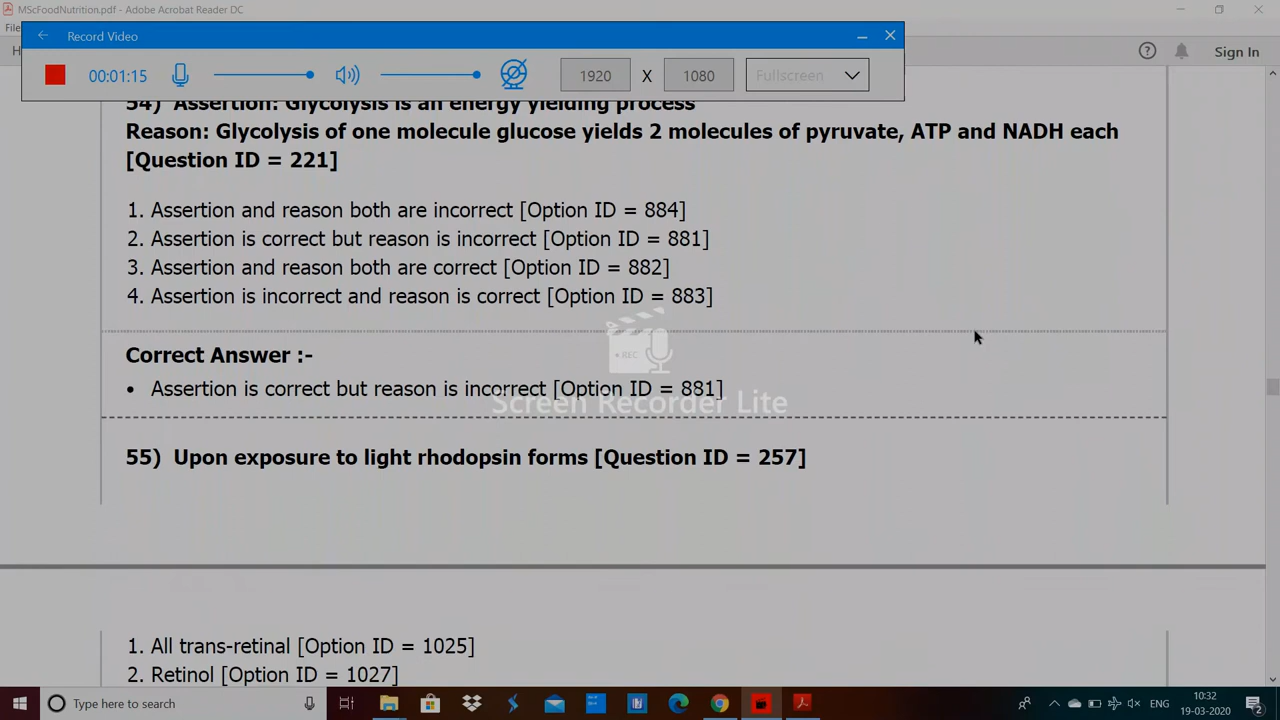 MScFoodNutrition.pdf - Adobe Acrobat Reader DC
File
Record Video
00:01:15
1920 X 1080 Fullscreen
Sign In
54) Assertion: Glycolysis is an energy yielding process
Reason: Glycolysis of one molecule glucose yields 2 molecules of pyruvate, ATP and NADH each
[Question ID = 221]
1. Assertion and reason both are incorrect [Option ID = 884]
2. Assertion is correct but reason is incorrect [Option ID = 881]
3. Assertion and reason both are correct [Option ID = 882]
4. Assertion is incorrect and reason is correct [Option ID = 883]
• REC
Correct Answer :-
• Assertion is correct but reason is incorrect [Option ID = 881]
Screen Recorder Lite
55) Upon exposure to light rhodopsin forms [Question ID = 257]
1. All trans-retinal [Option ID = 1025]
2. Retinol [Option ID = 1027]
Type here to search
ENG
10:32
19-03-2020
2